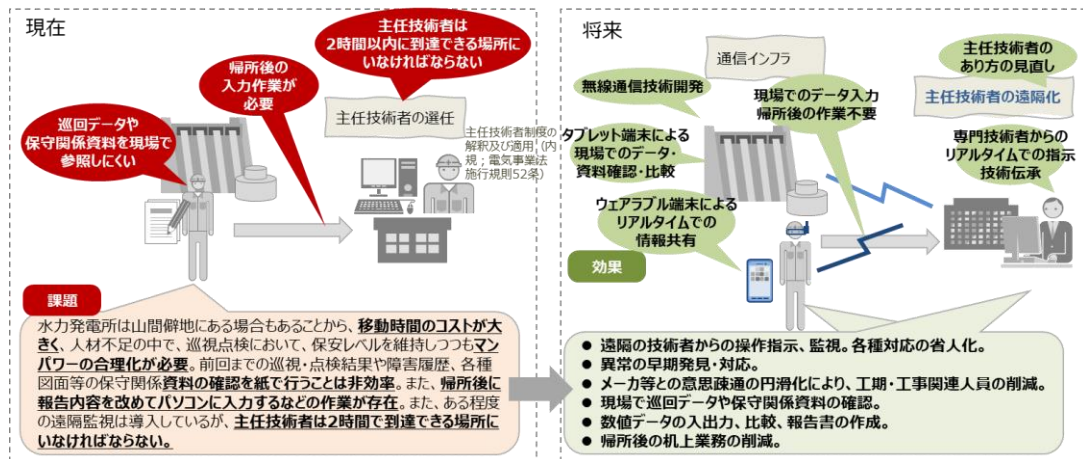 現在
主任技術者は
2時間以内に到達できる場所に
いなければならない
帰所後の
入力作業が
必要
巡回データや
保守関係資料を現場で
参照しにくい
主任技術者の選任
主任技術者制度の
解釈及び適用（内
規；電気事業法
施行規則52条）
課題
水力発電所は山間僻地にある場合もあることから、移動時間のコストが大
きく、人材不足の中で、巡視点検において、保安レベルを維持しつつもマン
パワーの合理化が必要。前回までの巡視・点検結果や障害履歴、各種
図面等の保守関係資料の確認を紙で行うことは非効率。また、帰所後に
報告内容を改めてパソコンに入力するなどの作業が存在。また、ある程度
の遠隔監視は導入しているが、主任技術者は2時間で到達できる場所に
いなければならない。
将来
通信インフラ
主任技術者の
あり方の見直し
無線通信技術開発
現場でのデータ入力
帰所後の作業不要
主任技術者の遠隔化
タブレット端末による
現場でのデータ・
資料確認・比較
専門技術者からの
リアルタイムでの指示
技術伝承
ウェアラブル端末による
リアルタイムでの
情報共有
効果
● 遠隔の技術者からの操作指示、監視。各種対応の省人化。
● 異常の早期発見・対応。
● メーカ等との意思疎通の円滑化により、工期・工事関連人員の削減。
● 現場で巡回データや保守関係資料の確認。
● 数値データの入出力、比較、報告書の作成。
● 帰所後の机上業務の削減。